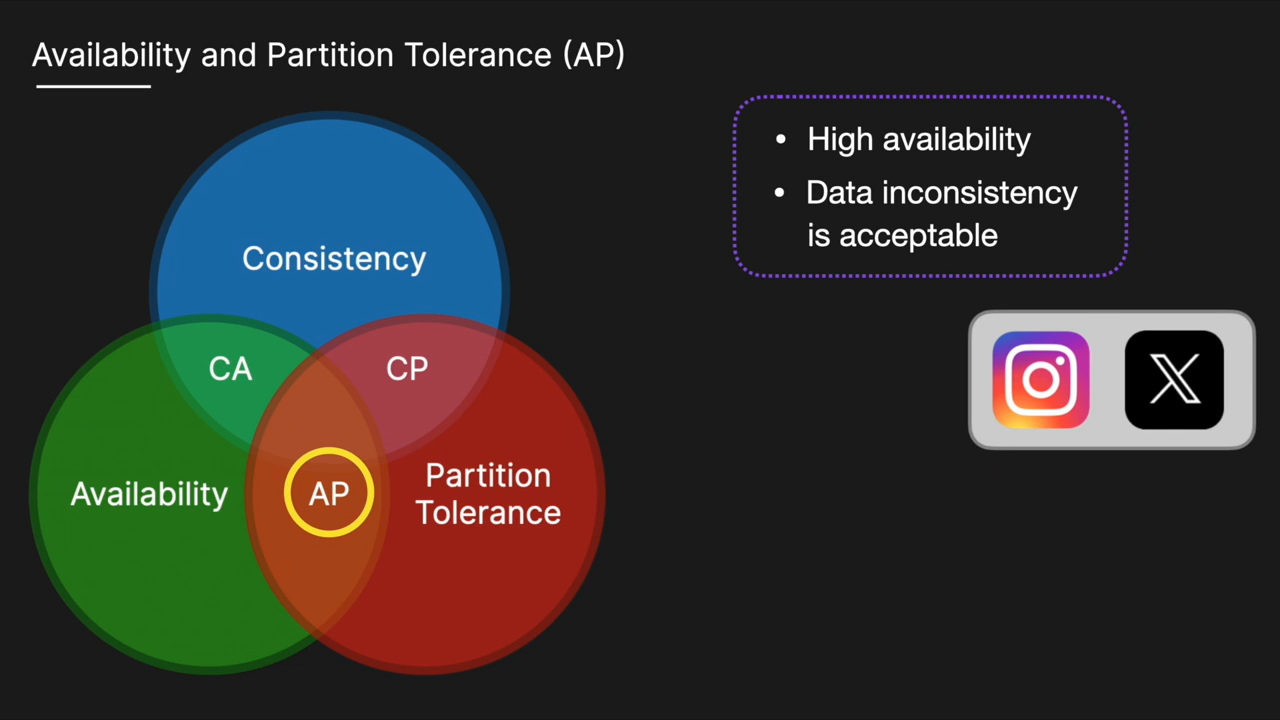 Availability and Partition Tolerance (AP)
• High availability
• Data inconsistency
is acceptable
Consistency
CA
CP
Availability
AP
Partition
Tolerance